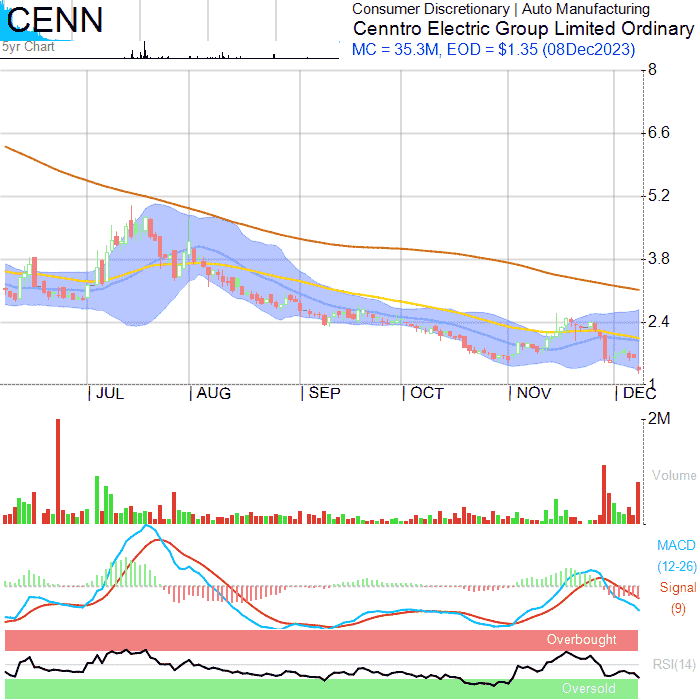 CENN
Consumer Discretionary | Auto Manufacturing
Cenntro Electric Group Limited Ordinary
MC = 35.3M, EOD = $1.35 (08Dec2023)
5yr Chart
8
6.6
5.2
3.8
2.4
1
JUL AUG SEP OCT NOV DEC
2M
Volume
MACD
(12-26)
Signal
(9)
Overbought
RSI(14)
Oversold